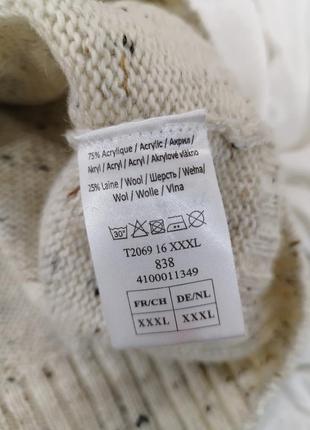 75% Acrylique / Acrylic / Акрил /
Akryl / Acryl / Acryl / Akrylové vlákno
25% Laine / Wool / Шерсть / Wełna/
Wol / Wolle / Vlna
30°
T2069 16 XXXL
838
4100011349
FR/CH DE/NL
XXXL XXXL